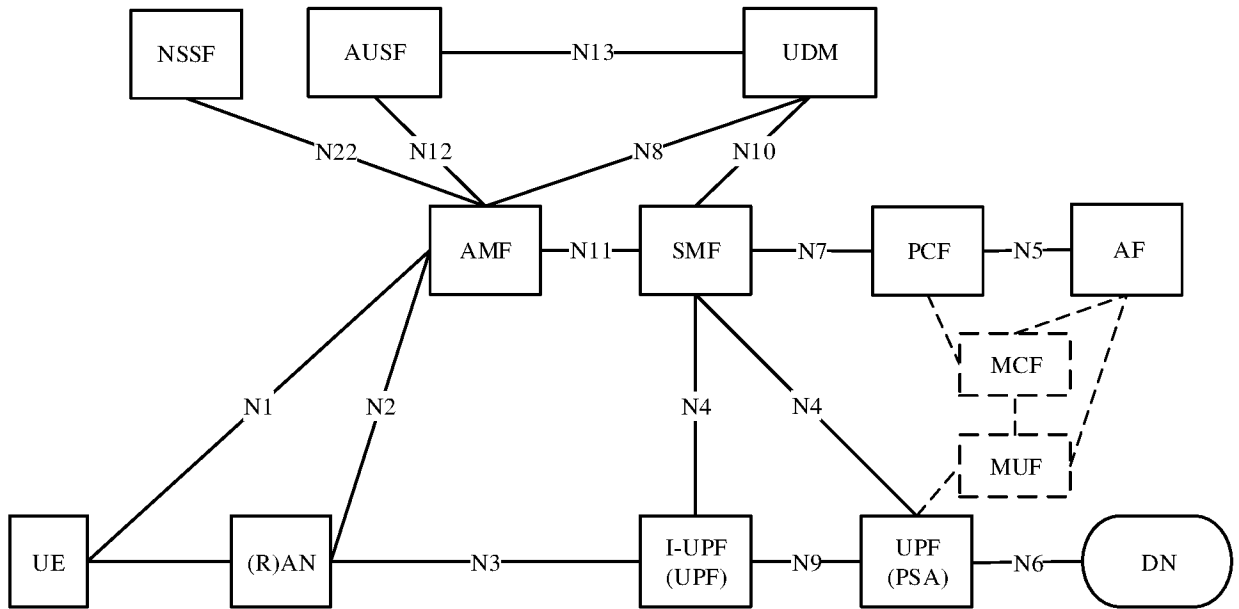 NSSF
AUSF
N13
UDM
N22
N12
N8
N10
AMF
N11
SMF
N7
PCF
N5
AF
MCF
N1
N2
N4
N4
MUF
UE
(R)AN
N3
I-UPF
(UPF)
N9
UPF
(PSA)
N6
DN